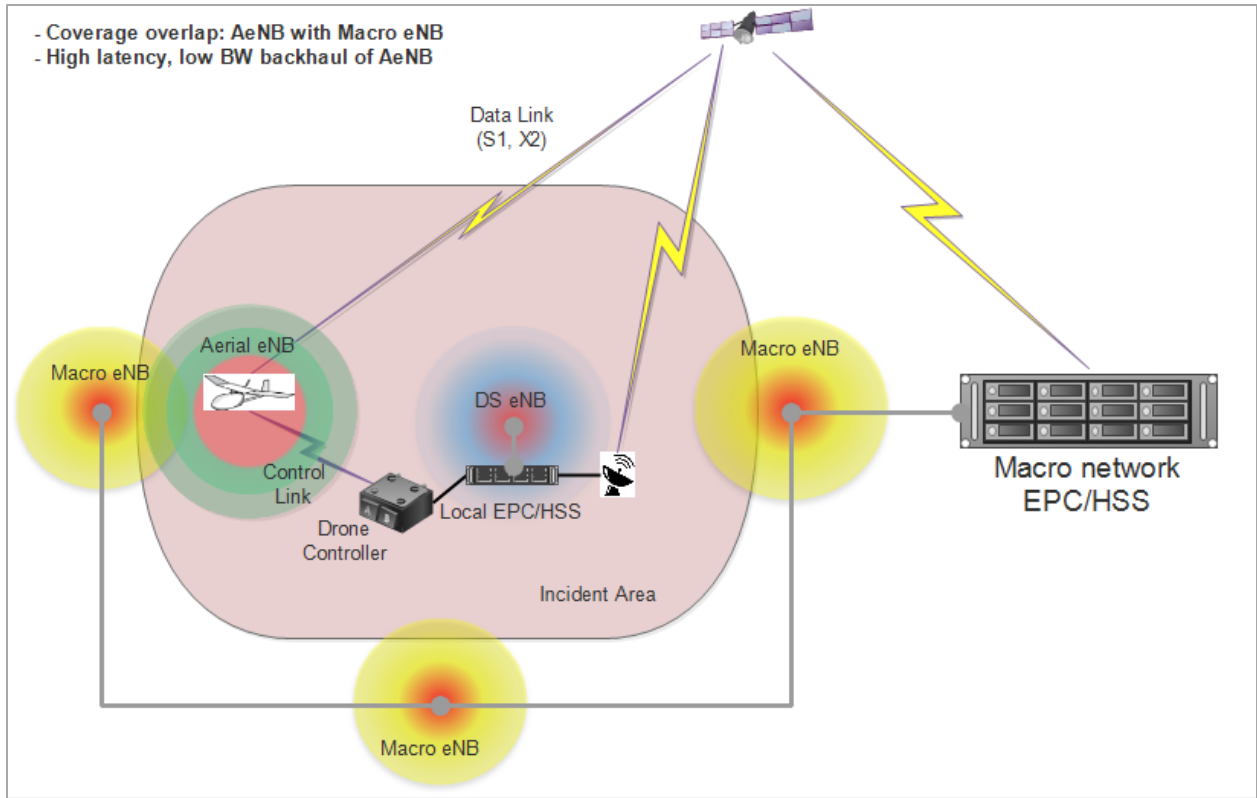 - Coverage overlap: AeNB with Macro eNB
- High latency, low BW backhaul of AeNB
Data Link
(S1, X2)
Aerial eNB
Macro eNB
Macro eNB
DS eNB
Control
Link
Local EPC/HSS
Drone
Controller
A B
Macro network
EPC/HSS
Incident Area
Macro eNB